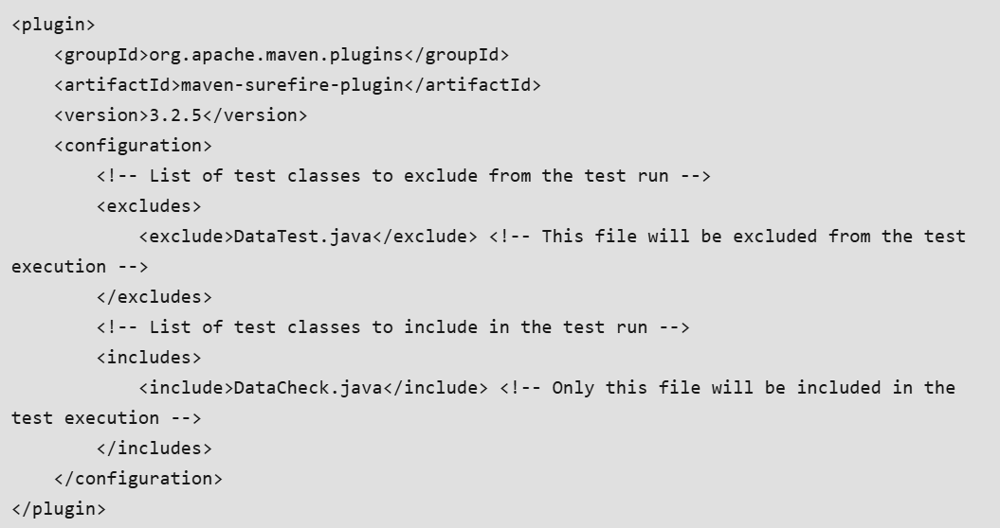 <plugin>
    <groupId>org.apache.maven.plugins</groupId>
    <artifactId>maven-surefire-plugin</artifactId>
    <version>3.2.5</version>
    <configuration>
        <!-- List of test classes to exclude from the test run -->
        <excludes>
            <exclude>DataTest.java</exclude> <!-- This file will be excluded from the test
execution -->
        </excludes>
        <!-- List of test classes to include in the test run -->
        <includes>
            <include>DataCheck.java</include> <!-- Only this file will be included in the
test execution -->
        </includes>
    </configuration>
</plugin>